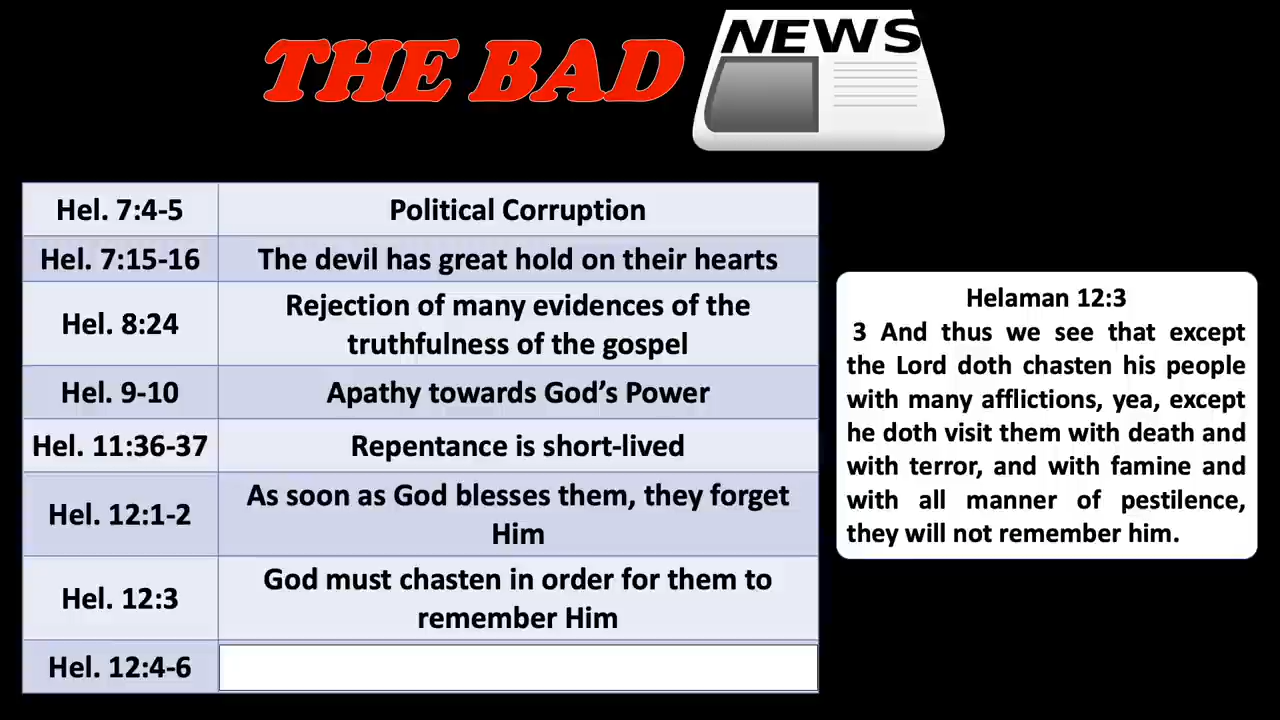 THE BAD
NEWS
Hel. 7:4-5
Political Corruption
Hel. 7:15-16
The devil has great hold on their hearts
Hel. 8:24
Rejection of many evidences of the
truthfulness of the gospel
Hel. 9-10
Apathy towards God’s Power
Hel. 11:36-37
Repentance is short-lived
Hel. 12:1-2
As soon as God blesses them, they forget
Him
Hel. 12:3
God must chasten in order for them to
remember Him
Hel. 12:4-6
Helaman 12:3
3 And thus we see that except
the Lord doth chasten his people
with many afflictions, yea, except
he doth visit them with death and
with terror, and with famine and
with all manner of pestilence,
they will not remember him.